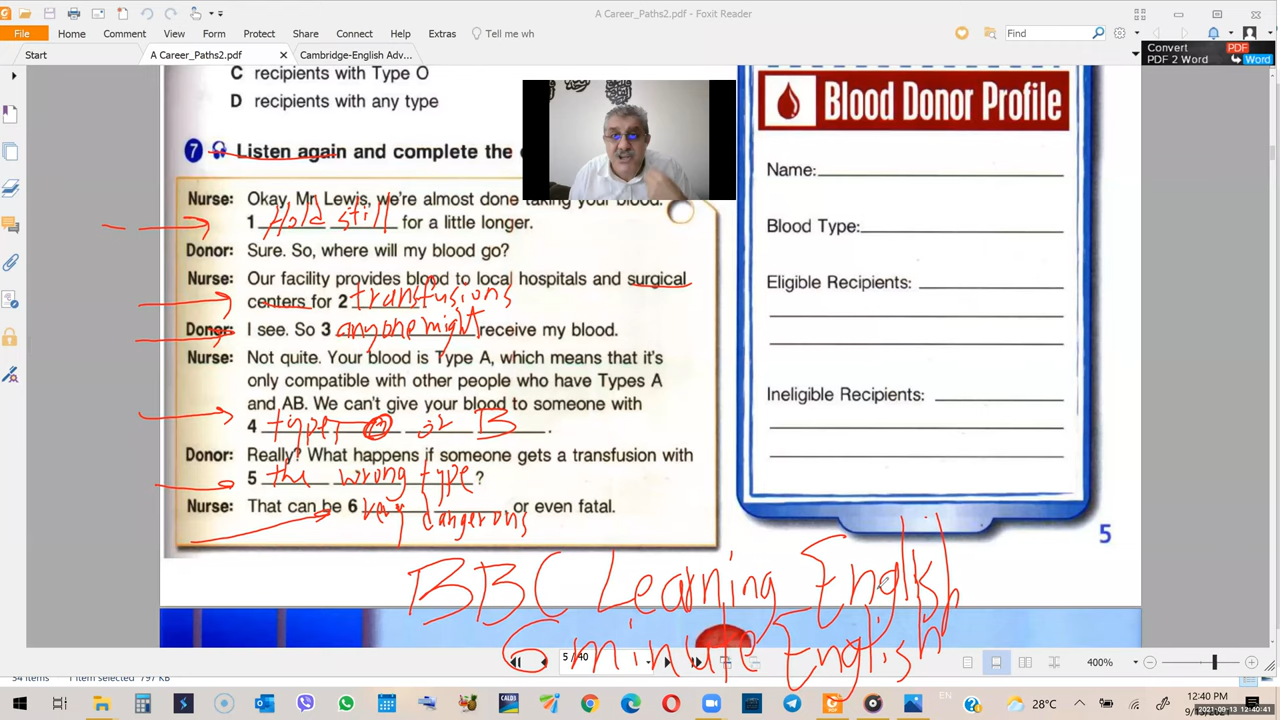 A Career_Paths2.pdf - Foxit Reader
File Home Comment View Form Protect Share Connect Help Extras Tell me wh Find
Start A Career_Paths2.pdf Cambridge-English Adv...
Convert PDF
PDF 2 Word Word
C recipients with Type O
D recipients with any type
7 Listen again and complete the
Nurse: Okay, Mr. Lewis, we're almost done taking your blood.
1 Hold still for a little longer.
Donor: Sure. So, where will my blood go?
Nurse: Our facility provides blood to local hospitals and surgical
centers for 2 transfusions
Donor: I see. So 3 anyone might receive my blood.
Nurse: Not quite. Your blood is Type A, which means that it's
only compatible with other people who have Types A
and AB. We can't give your blood to someone with
4 types O or B.
Donor: Really? What happens if someone gets a transfusion with
5 the wrong type?
Nurse: That can be 6 very dangerous or even fatal.
Blood Donor Profile
Name:
Blood Type:
Eligible Recipients:
Ineligible Recipients:
5
BBC Learning English
6 minute English
5 / 40
400%
34 items 1 item selected 797 KB
EN
28°C
12:40 PM
2021-09-13 12:40:41